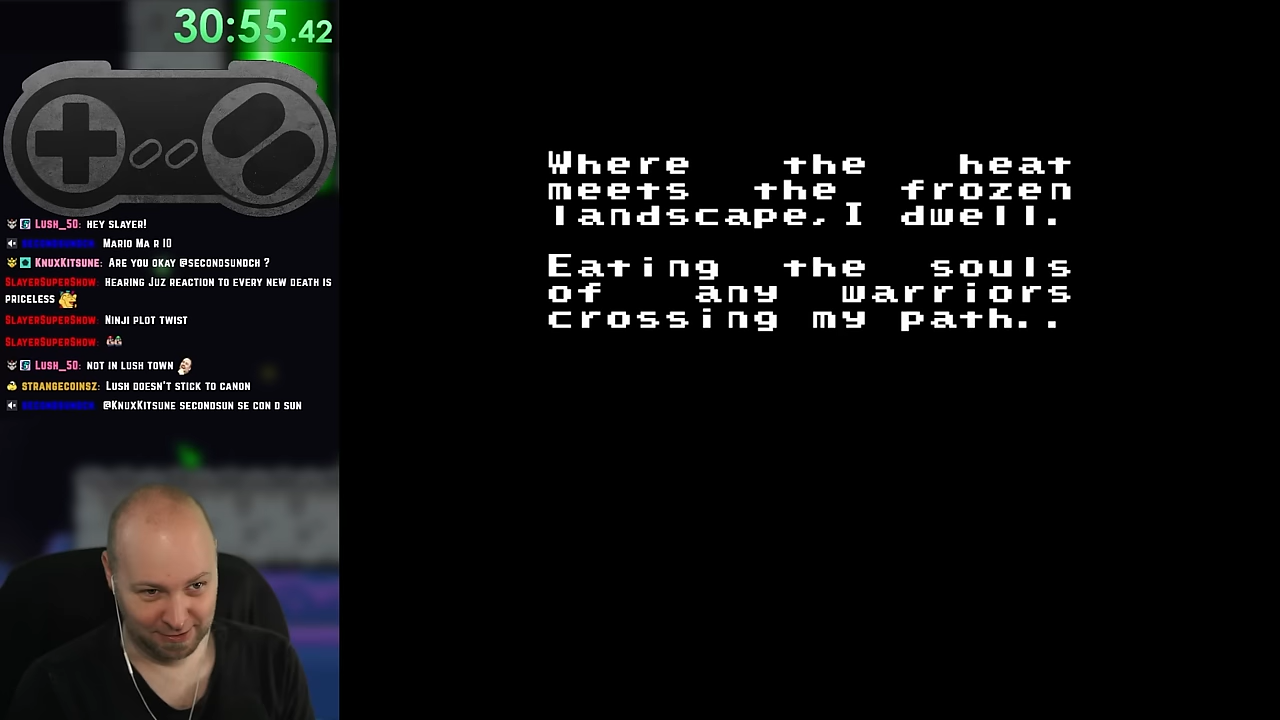 30:55.42
Lush_50: HEY SLAYER!
Mario Ma r IO
KnuxKitsune: Are you okay @secondsundch ?
SlayerSuperShow: Hearing Juz reaction to every new death is
priceless
SlayerSuperShow: Ninji plot twist
SlayerSuperShow:
Lush_50: NOT IN LUSH TOWN
STRANGECOINSZ: Lush doesn't stick to canon
@KnuxKitsune secondsun se con d sun
Where the heat
meets the frozen
landscape, I dwell.
Eating the souls
of any warriors
crossing my path..